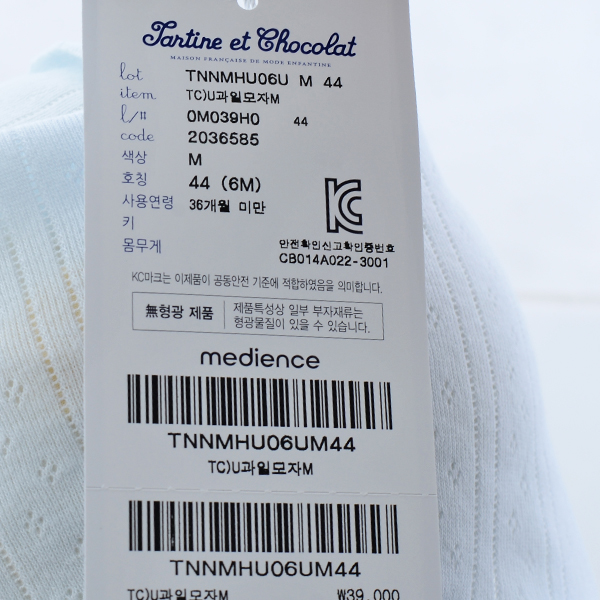 Tartine et Chocolat
MAISON FRANÇAISE DE MODE ENFANTINE
lot TNNMHU06U M 44
item TC)U과일모자M
l/# 0M039H0 44
code 2036585
색상 M
호칭 44 (6M)
사용연령 36개월 미만
키
몸무게
안전확인신고확인증번호
CB014A022-3001
KC마크는 이제품이 공동안전 기준에 적합하였음을 의미합니다.
無형광 제품
제품특성상 일부 부자재류는
형광물질이 있을 수 있습니다.
medience
TNNMHU06UM44
TC)U과일모자M
TNNMHU06UM44
TC)U과일모자M ₩39,000